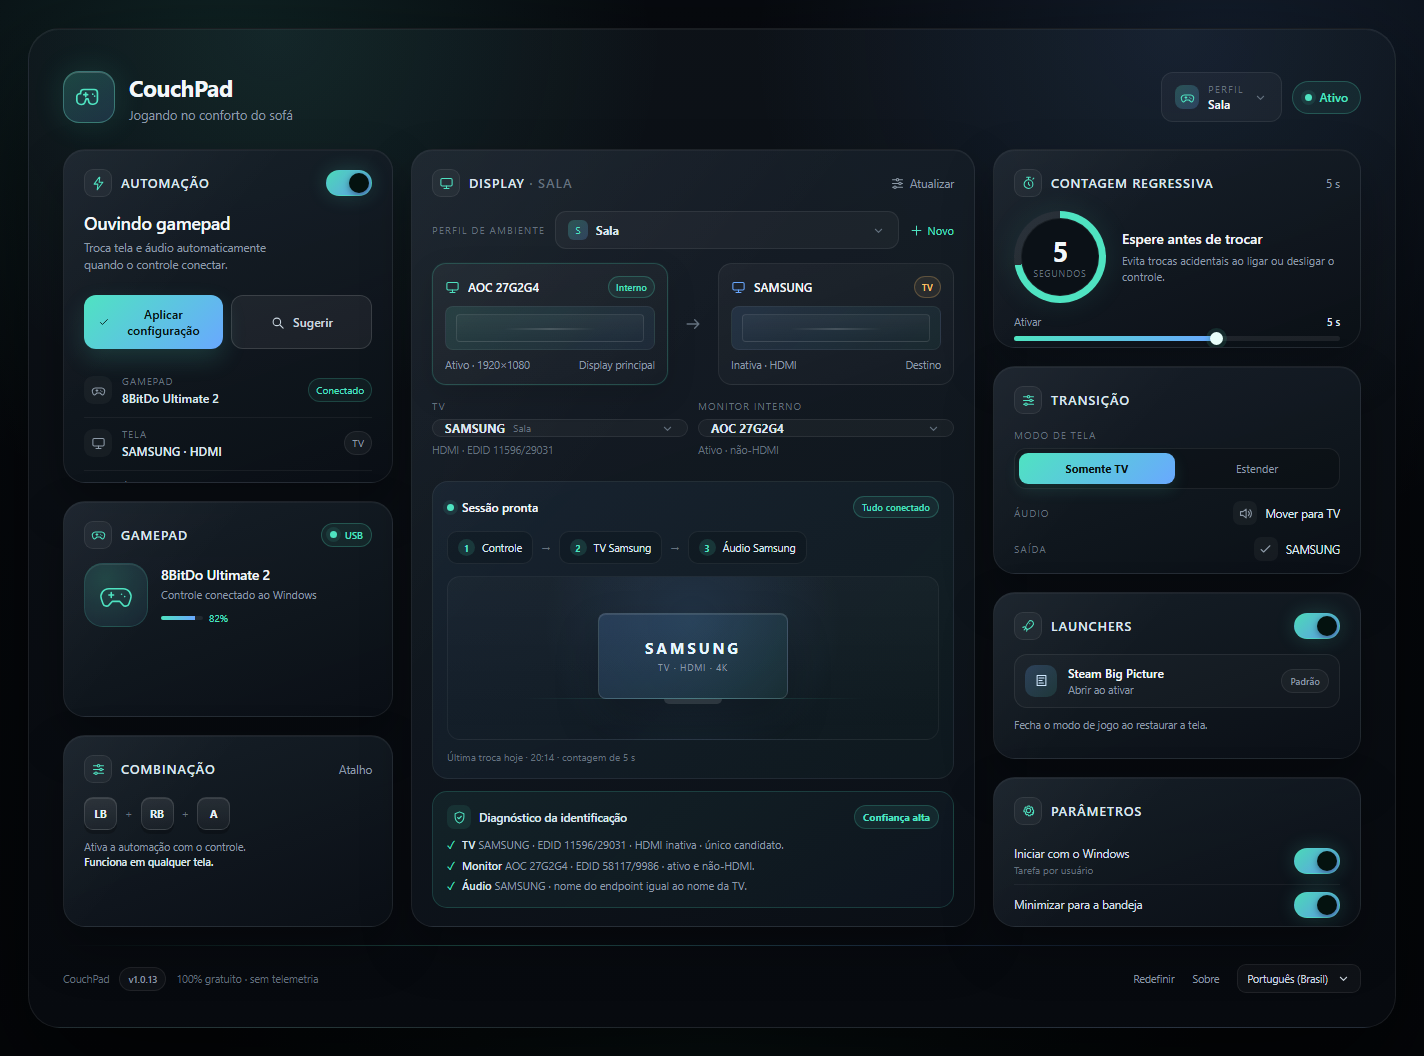 CouchPad
Jogando no conforto do sofá
PERFIL
Sala
Ativo
AUTOMAÇÃO
Ouvindo gamepad
Troca tela e áudio automaticamente
quando o controle conectar.
Aplicar
configuração
Sugerir
GAMEPAD
8BitDo Ultimate 2
Conectado
TELA
SAMSUNG · HDMI
TV
GAMEPAD
USB
8BitDo Ultimate 2
Controle conectado ao Windows
82%
COMBINAÇÃO
Atalho
LB + RB + A
Ativa a automação com o controle.
Funciona em qualquer tela.
DISPLAY · SALA
Atualizar
PERFIL DE AMBIENTE
S Sala
+ Novo
AOC 27G2G4
Interno
Ativo · 1920×1080
Display principal
→
SAMSUNG
TV
Inativa · HDMI
Destino
TV
SAMSUNG Sala
HDMI · EDID 11596/29031
MONITOR INTERNO
AOC 27G2G4
Ativo · não-HDMI
Sessão pronta
Tudo conectado
1 Controle → 2 TV Samsung → 3 Áudio Samsung
SAMSUNG
TV · HDMI · 4K
Última troca hoje · 20:14 · contagem de 5 s
Diagnóstico da identificação
Confiança alta
✓ TV SAMSUNG · EDID 11596/29031 · HDMI inativa · único candidato.
✓ Monitor AOC 27G2G4 · EDID 58117/9986 · ativo e não-HDMI.
✓ Áudio SAMSUNG · nome do endpoint igual ao nome da TV.
CONTAGEM REGRESSIVA
5 s
5
SEGUNDOS
Espere antes de trocar
Evita trocas acidentais ao ligar ou desligar o
controle.
Ativar
5 s
TRANSIÇÃO
MODO DE TELA
Somente TV
Estender
ÁUDIO
Mover para TV
SAÍDA
SAMSUNG
LAUNCHERS
Steam Big Picture
Abrir ao ativar
Padrão
Fecha o modo de jogo ao restaurar a tela.
PARÂMETROS
Iniciar com o Windows
Tarefa por usuário
Minimizar para a bandeja
CouchPad
v1.0.13
100% gratuito · sem telemetria
Redefinir
Sobre
Português (Brasil)